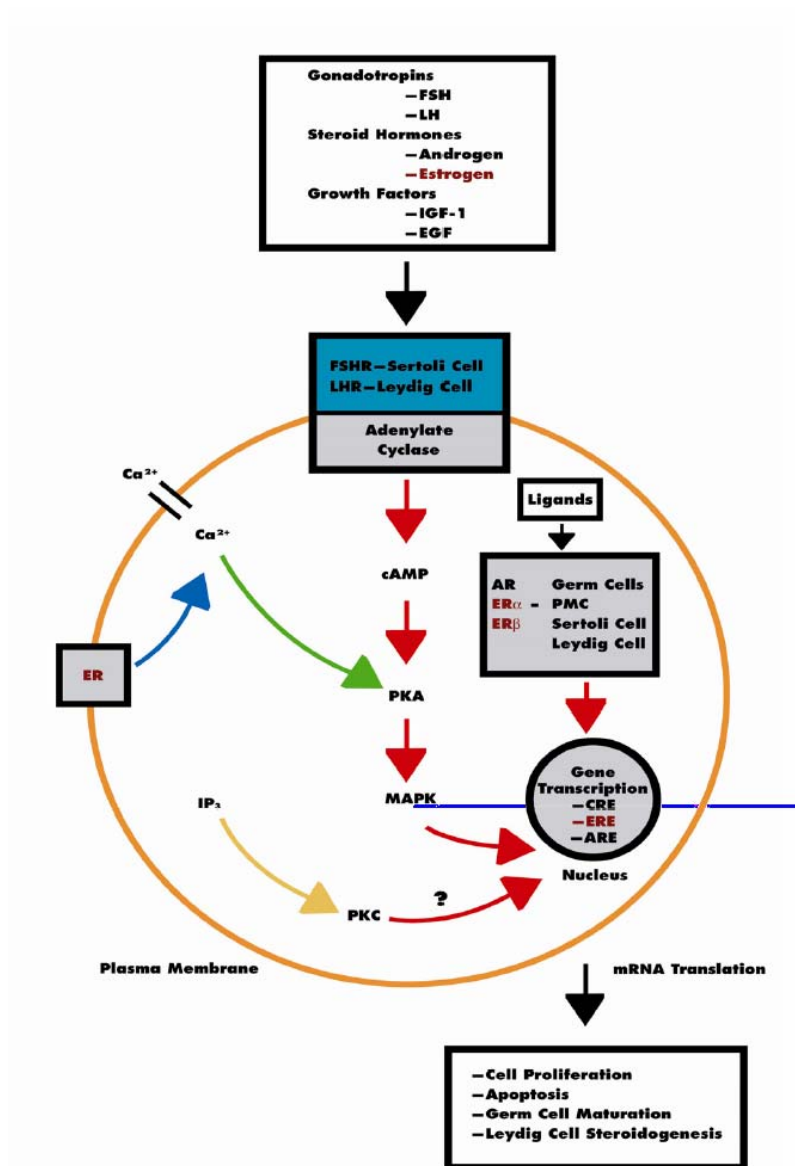 Gonadotropins
–FSH
–LH
Steroid Hormones
–Androgen
–Estrogen
Growth Factors
–IGF-1
–EGF
FSHR–Sertoli Cell
LHR–Leydig Cell
Adenylate
Cyclase
Ca²⁺
Ca²⁺
Ligands
cAMP
AR Germ Cells
ERα – PMC
ERβ Sertoli Cell
Leydig Cell
ER
PKA
Gene
Transcription
–CRE
–ERE
–ARE
MAPK
IP₃
Nucleus
?
PKC
Plasma Membrane
mRNA Translation
–Cell Proliferation
–Apoptosis
–Germ Cell Maturation
–Leydig Cell Steroidogenesis